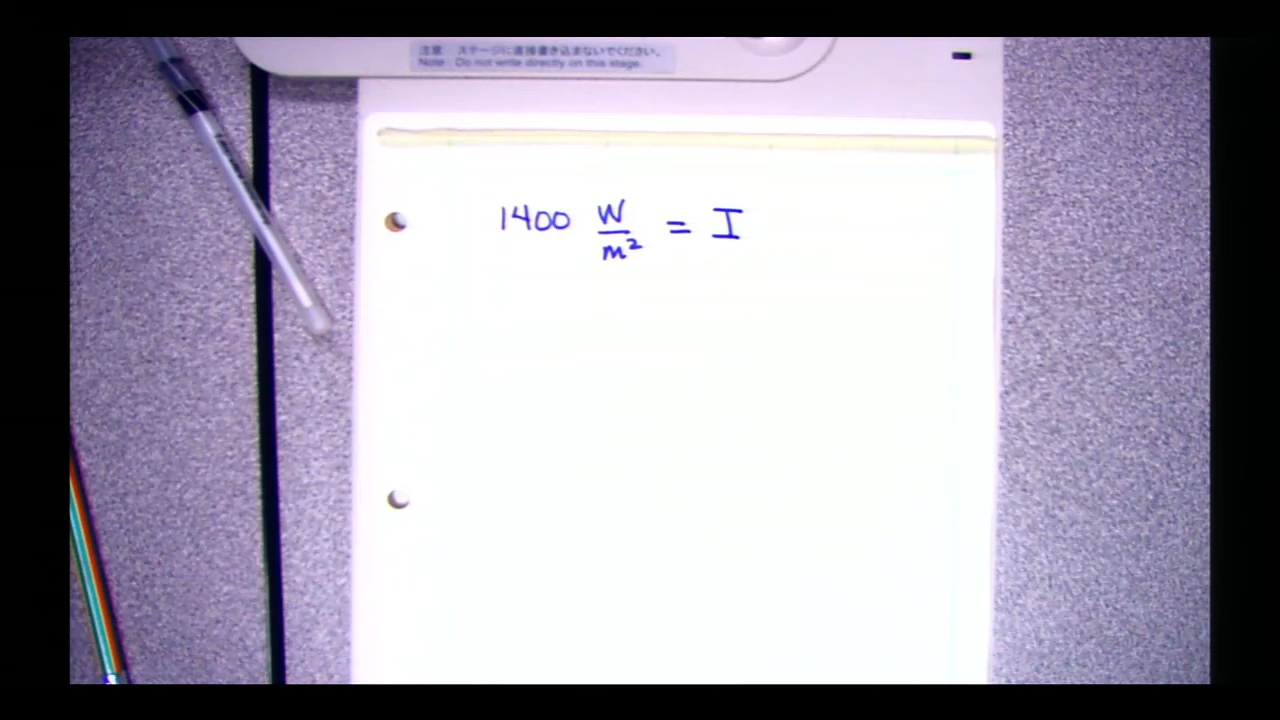 注意 : ステージに直接書き込まないでください。
Note : Do not write directly on this stage.
1400 W/m² = I